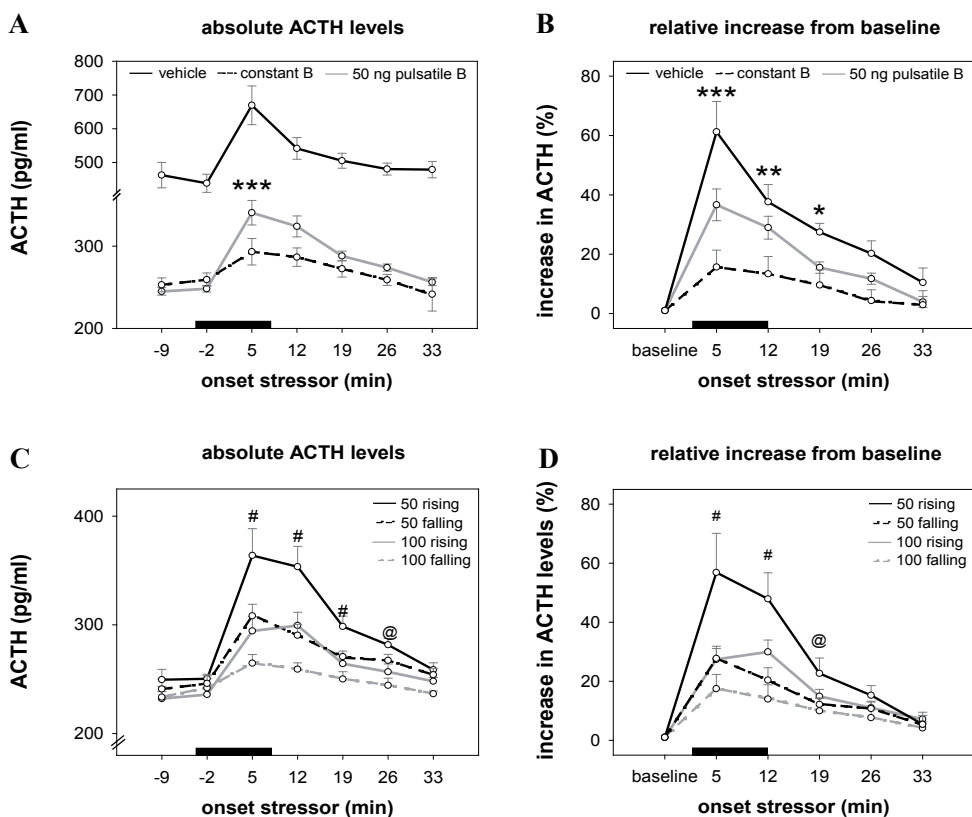 A
absolute ACTH levels
800
700
600
500
300
200
ACTH (pg/ml)
vehicle constant B 50 ng pulsatile B
***
-9 -2 5 12 19 26 33
onset stressor (min)
B
relative increase from baseline
80
60
40
20
0
increase in ACTH (%)
vehicle constant B 50 ng pulsatile B
***
**
*
baseline 5 12 19 26 33
onset stressor (min)
C
absolute ACTH levels
400
300
200
ACTH (pg/ml)
50 rising
50 falling
100 rising
100 falling
# #
#
@
-9 -2 5 12 19 26 33
onset stressor (min)
D
relative increase from baseline
80
60
40
20
0
increase in ACTH levels (%)
50 rising
50 falling
100 rising
100 falling
#
#
@
baseline 5 12 19 26 33
onset stressor (min)